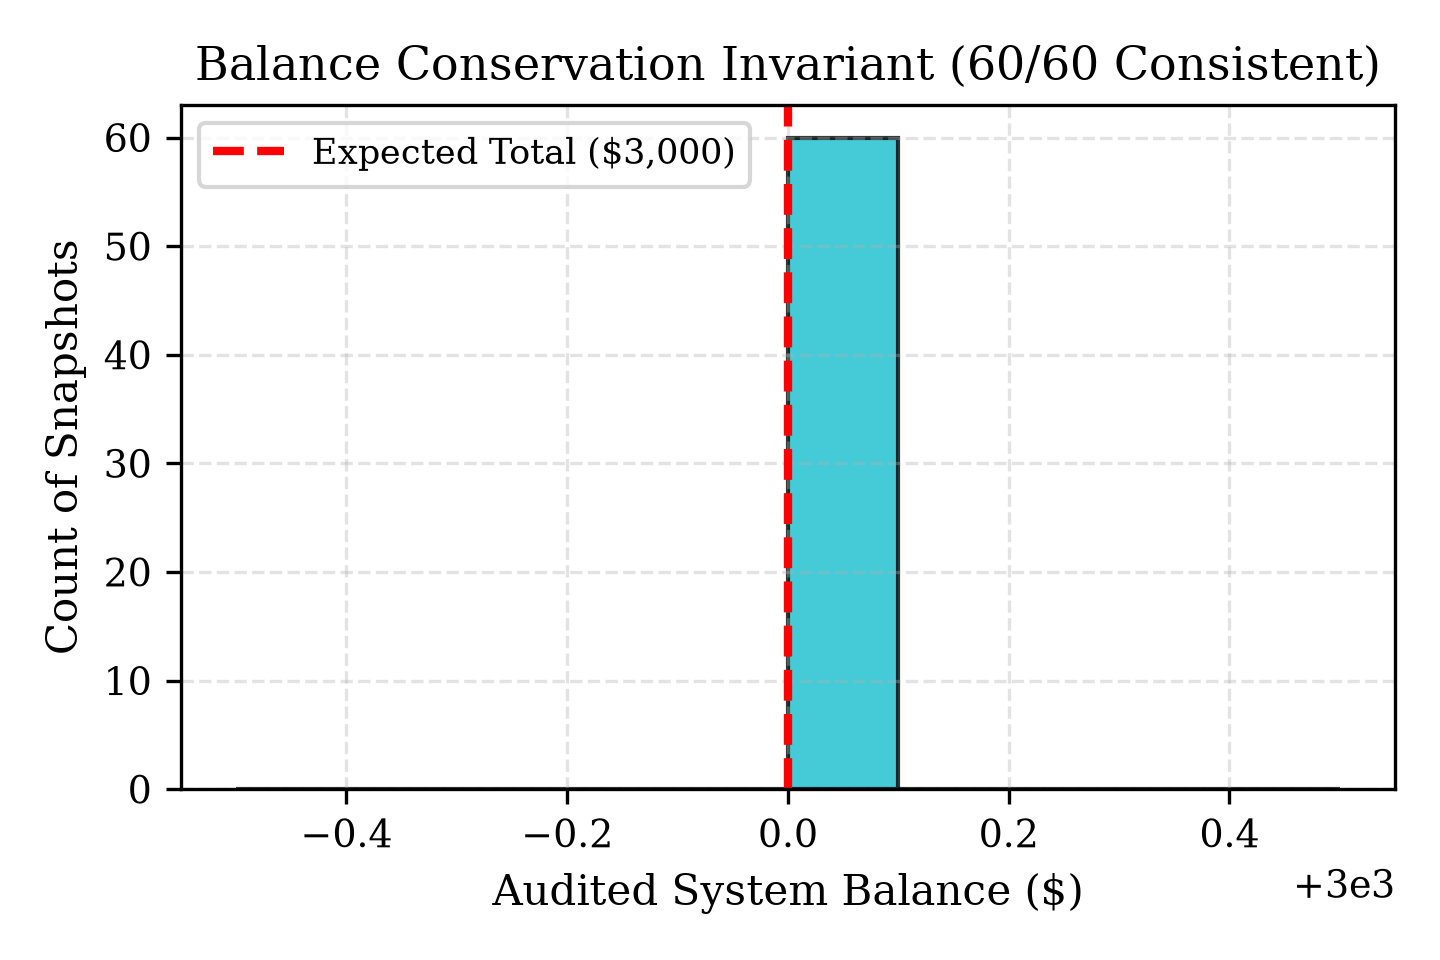 Balance Conservation Invariant (60/60 Consistent)
Expected Total ($3,000)
Count of Snapshots
60
50
40
30
20
10
0
−0.4
−0.2
0.0
0.2
0.4
+3e3
Audited System Balance ($)